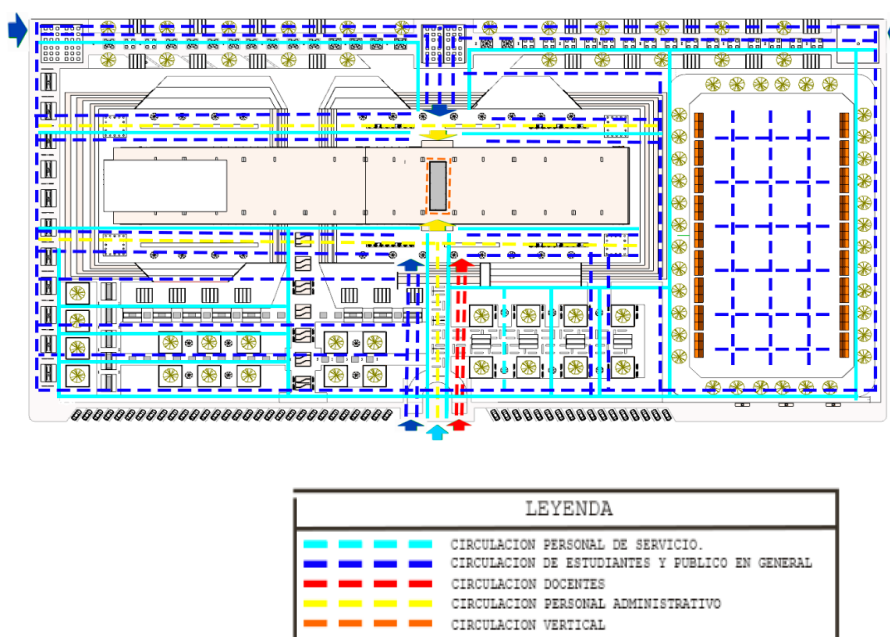 LEYENDA
CIRCULACION PERSONAL DE SERVICIO.
CIRCULACION DE ESTUDIANTES Y PUBLICO EN GENERAL
CIRCULACION DOCENTES
CIRCULACION PERSONAL ADMINISTRATIVO
CIRCULACION VERTICAL